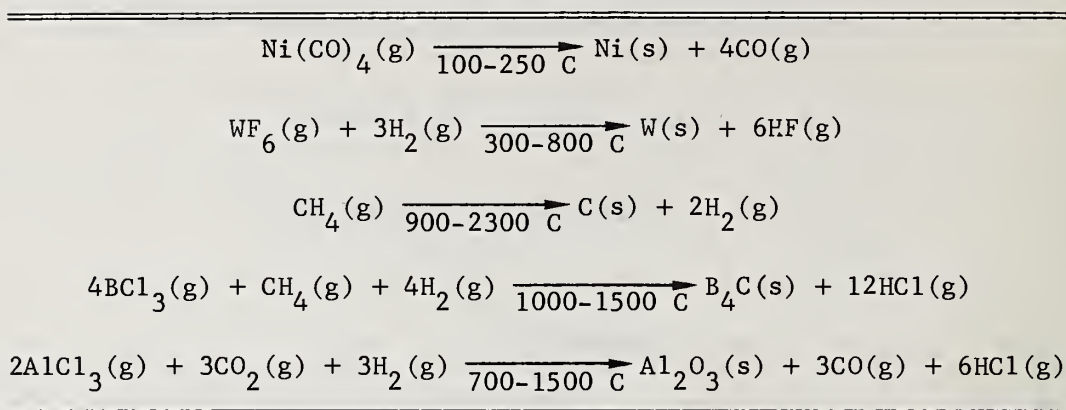 Ni(CO)₄(g) ⟶ 100-250 C Ni(s) + 4CO(g)
WF₆(g) + 3H₂(g) ⟶ 300-800 C W(s) + 6HF(g)
CH₄(g) ⟶ 900-2300 C C(s) + 2H₂(g)
4BCl₃(g) + CH₄(g) + 4H₂(g) ⟶ 1000-1500 C B₄C(s) + 12HCl(g)
2AlCl₃(g) + 3CO₂(g) + 3H₂(g) ⟶ 700-1500 C Al₂O₃(s) + 3CO(g) + 6HCl(g)